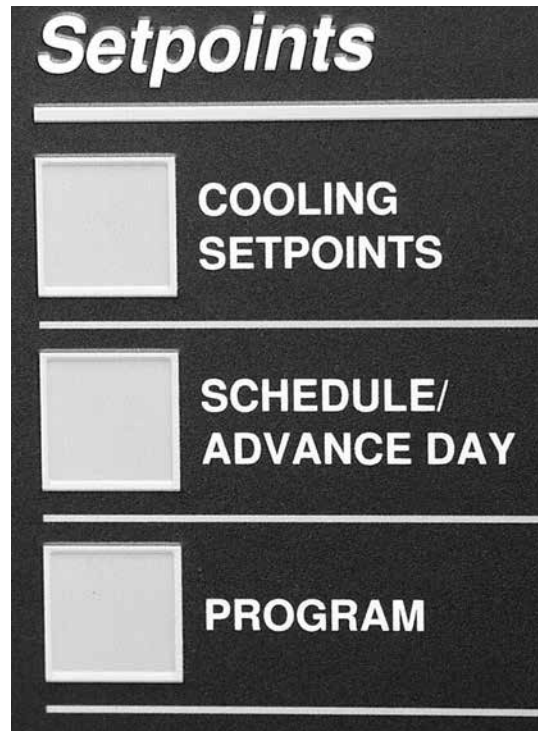 Setpoints
COOLING
SETPOINTS
SCHEDULE/
ADVANCE DAY
PROGRAM